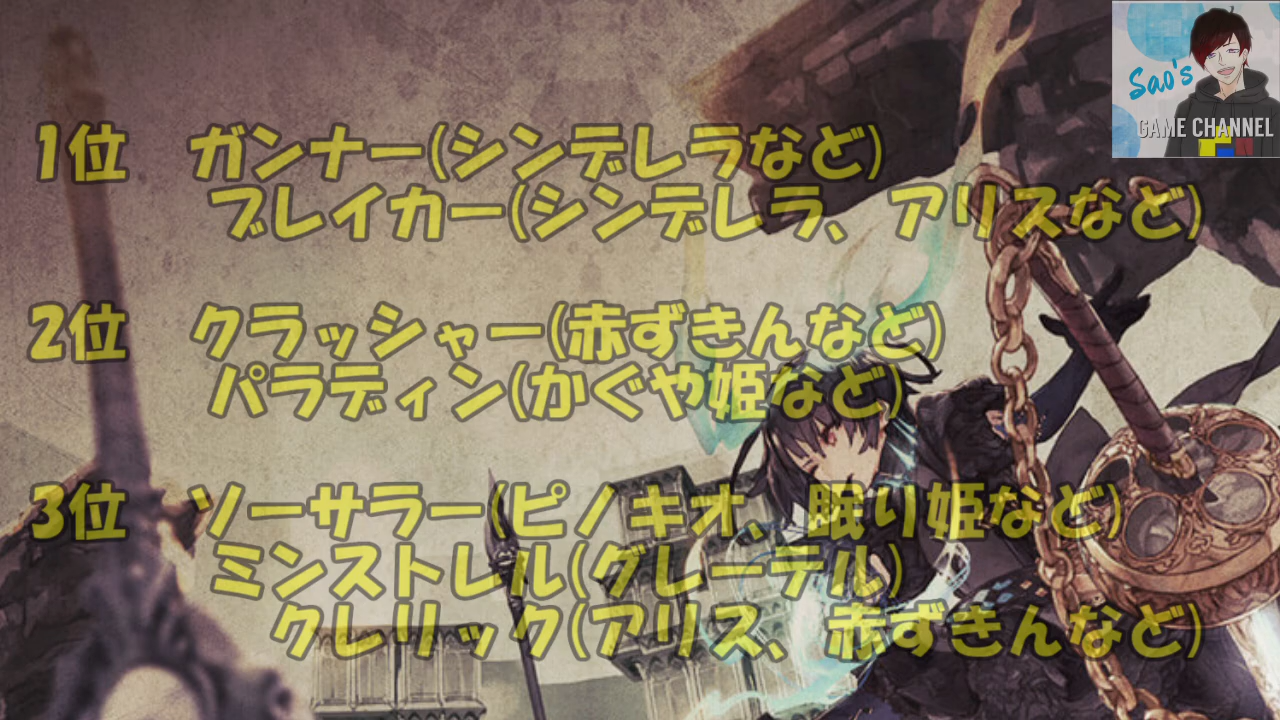 Sao's
GAME CHANNEL
1位 ガンナー(シンデレラなど)
ブレイカー(シンデレラ、アリスなど)
2位 クラッシャー(赤ずきんなど)
パラディン(かぐや姫など)
3位 ソーサラー(ピノキオ、眠り姫など)
ミンストレル(グレーテル)
クレリック(アリス、赤ずきんなど)